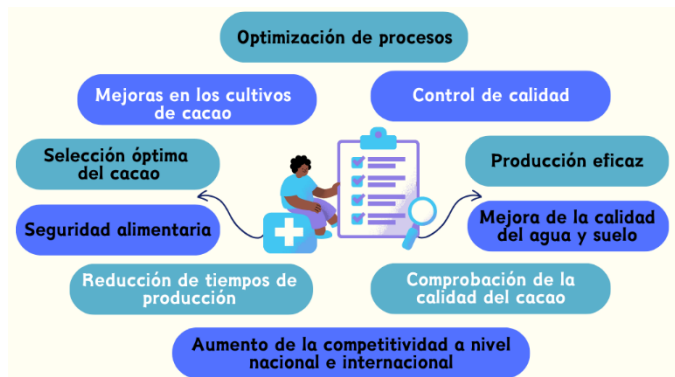 Optimización de procesos
Mejoras en los cultivos
de cacao
Control de calidad
Selección óptima
del cacao
Producción eficaz
Seguridad alimentaria
Mejora de la calidad
del agua y suelo
Reducción de tiempos de
producción
Comprobación de la
calidad del cacao
Aumento de la competitividad a nivel
nacional e internacional